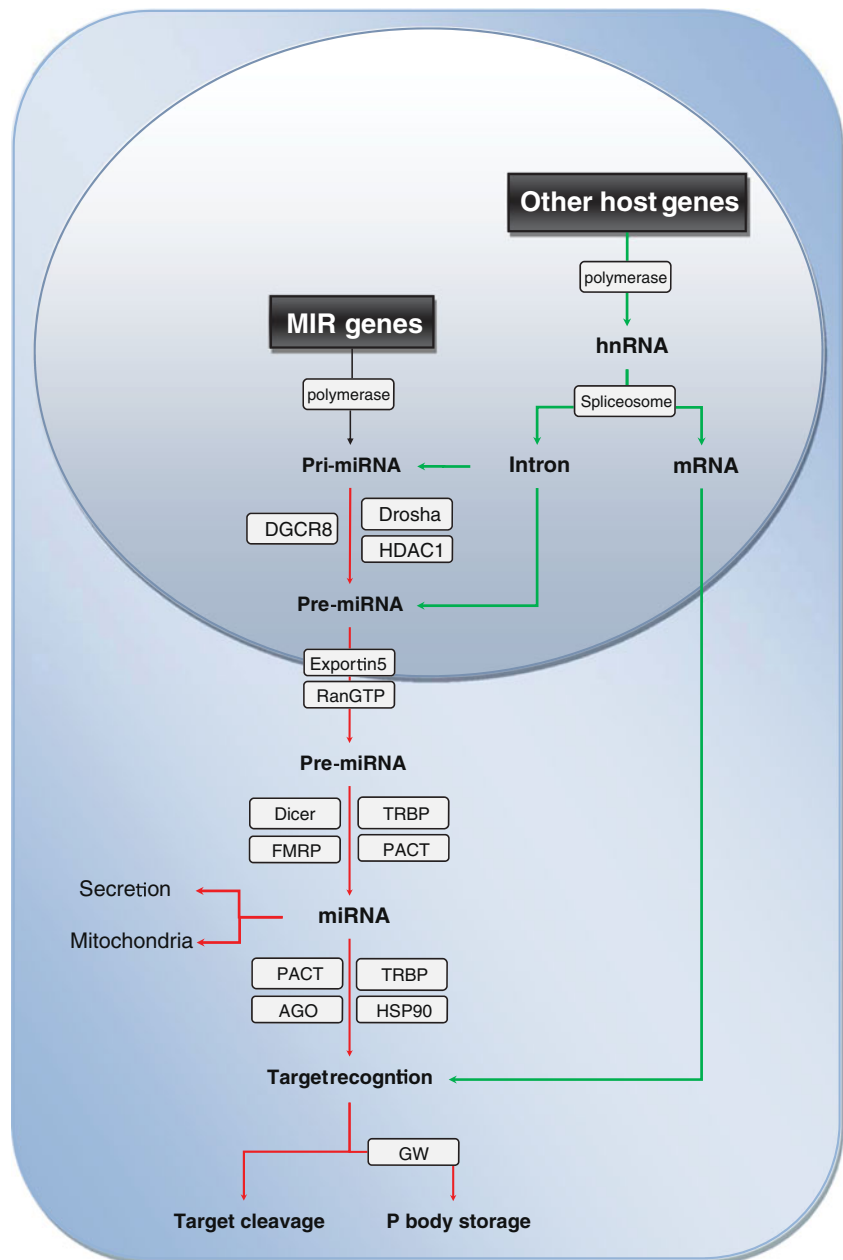 Other host genes
polymerase
MIR genes
hnRNA
polymerase
Spliceosome
Pri-miRNA
Intron
mRNA
DGCR8
Drosha
HDAC1
Pre-miRNA
Exportin5
RanGTP
Pre-miRNA
Dicer
TRBP
FMRP
PACT
Secretion
miRNA
Mitochondria
PACT
TRBP
AGO
HSP90
Targetrecogntion
GW
Target cleavage
P body storage